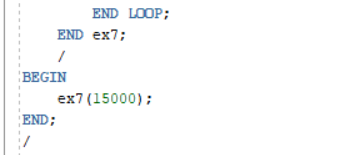 END LOOP;
END ex7;
/
BEGIN
ex7(15000);
END;
/